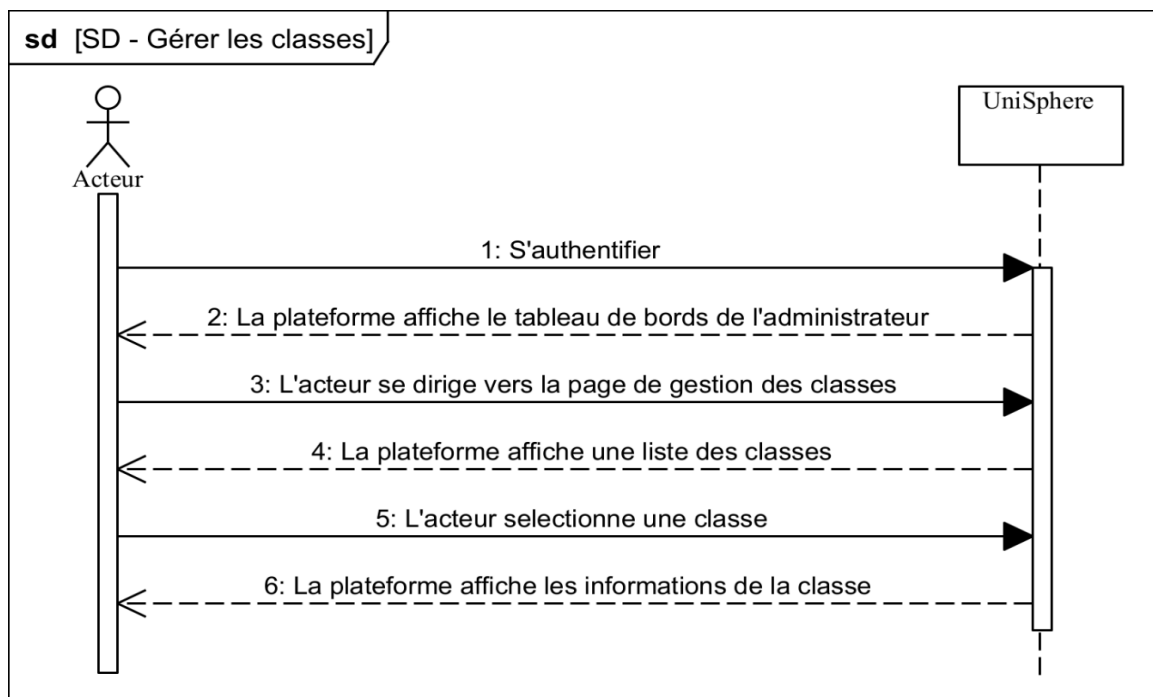 sd [SD - Gérer les classes]
UniSphere
Acteur
1: S'authentifier
2: La plateforme affiche le tableau de bords de l'administrateur
3: L'acteur se dirige vers la page de gestion des classes
4: La plateforme affiche une liste des classes
5: L'acteur selectionne une classe
6: La plateforme affiche les informations de la classe